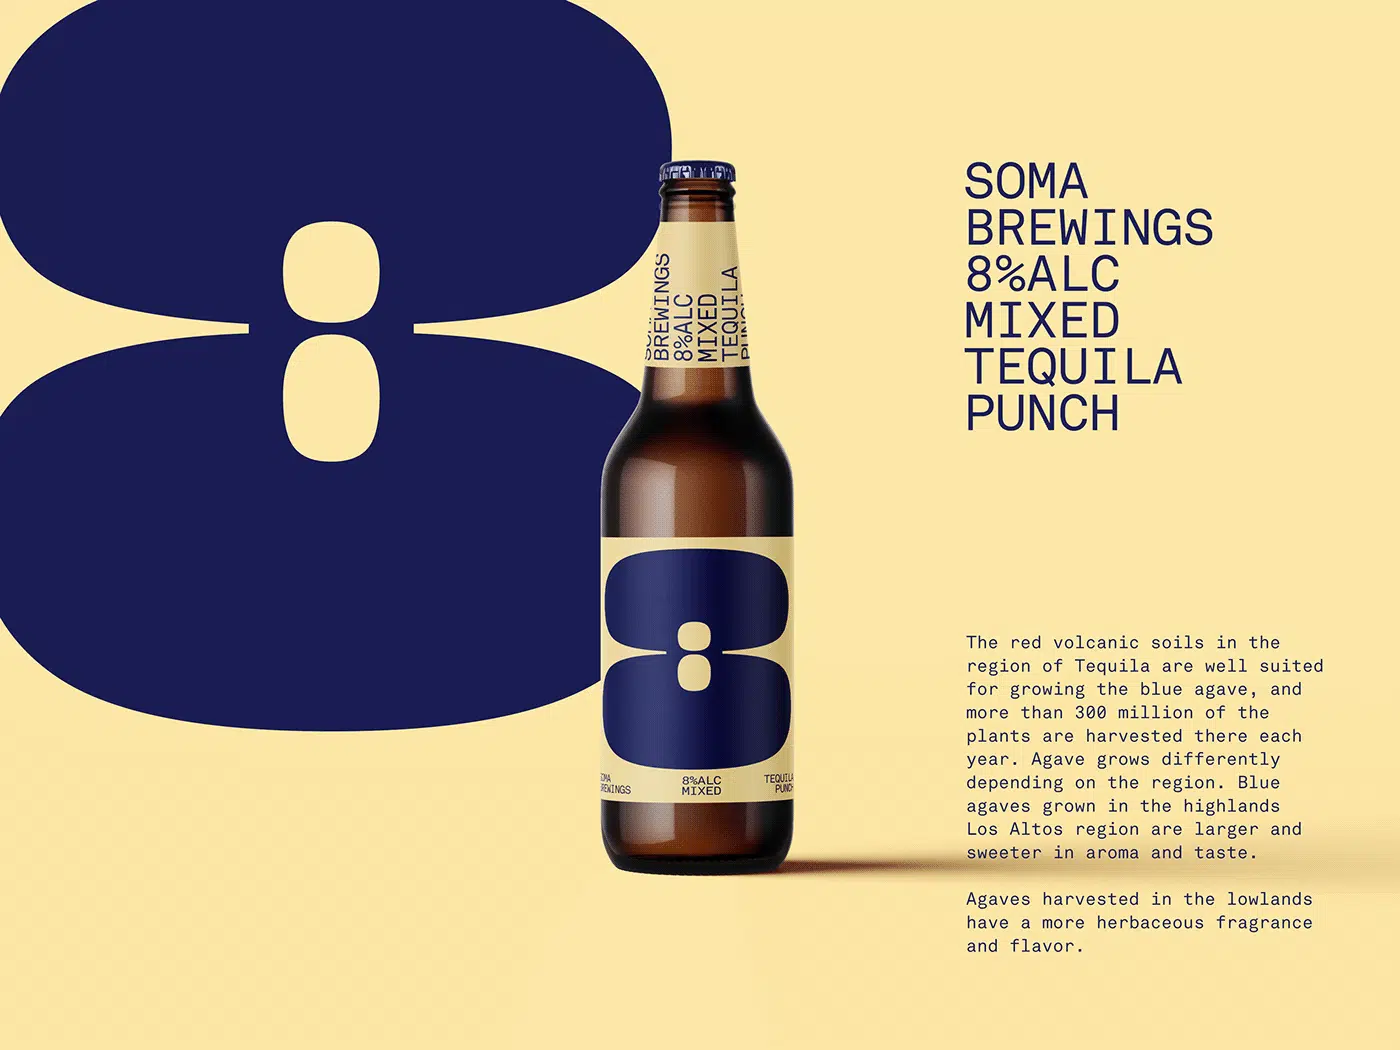 8
SOMA
BREWINGS
8%ALC
MIXED
TEQUILA
PUNCH
BREWINGS
8%ALC
MIXED
TEQUILA
8
SOMA
BREWINGS
8%ALC
MIXED
TEQUILA
PUNCH
The red volcanic soils in the
region of Tequila are well suited
for growing the blue agave, and
more than 300 million of the
plants are harvested there each
year. Agave grows differently
depending on the region. Blue
agaves grown in the highlands
Los Altos region are larger and
sweeter in aroma and taste.
Agaves harvested in the lowlands
have a more herbaceous fragrance
and flavor.